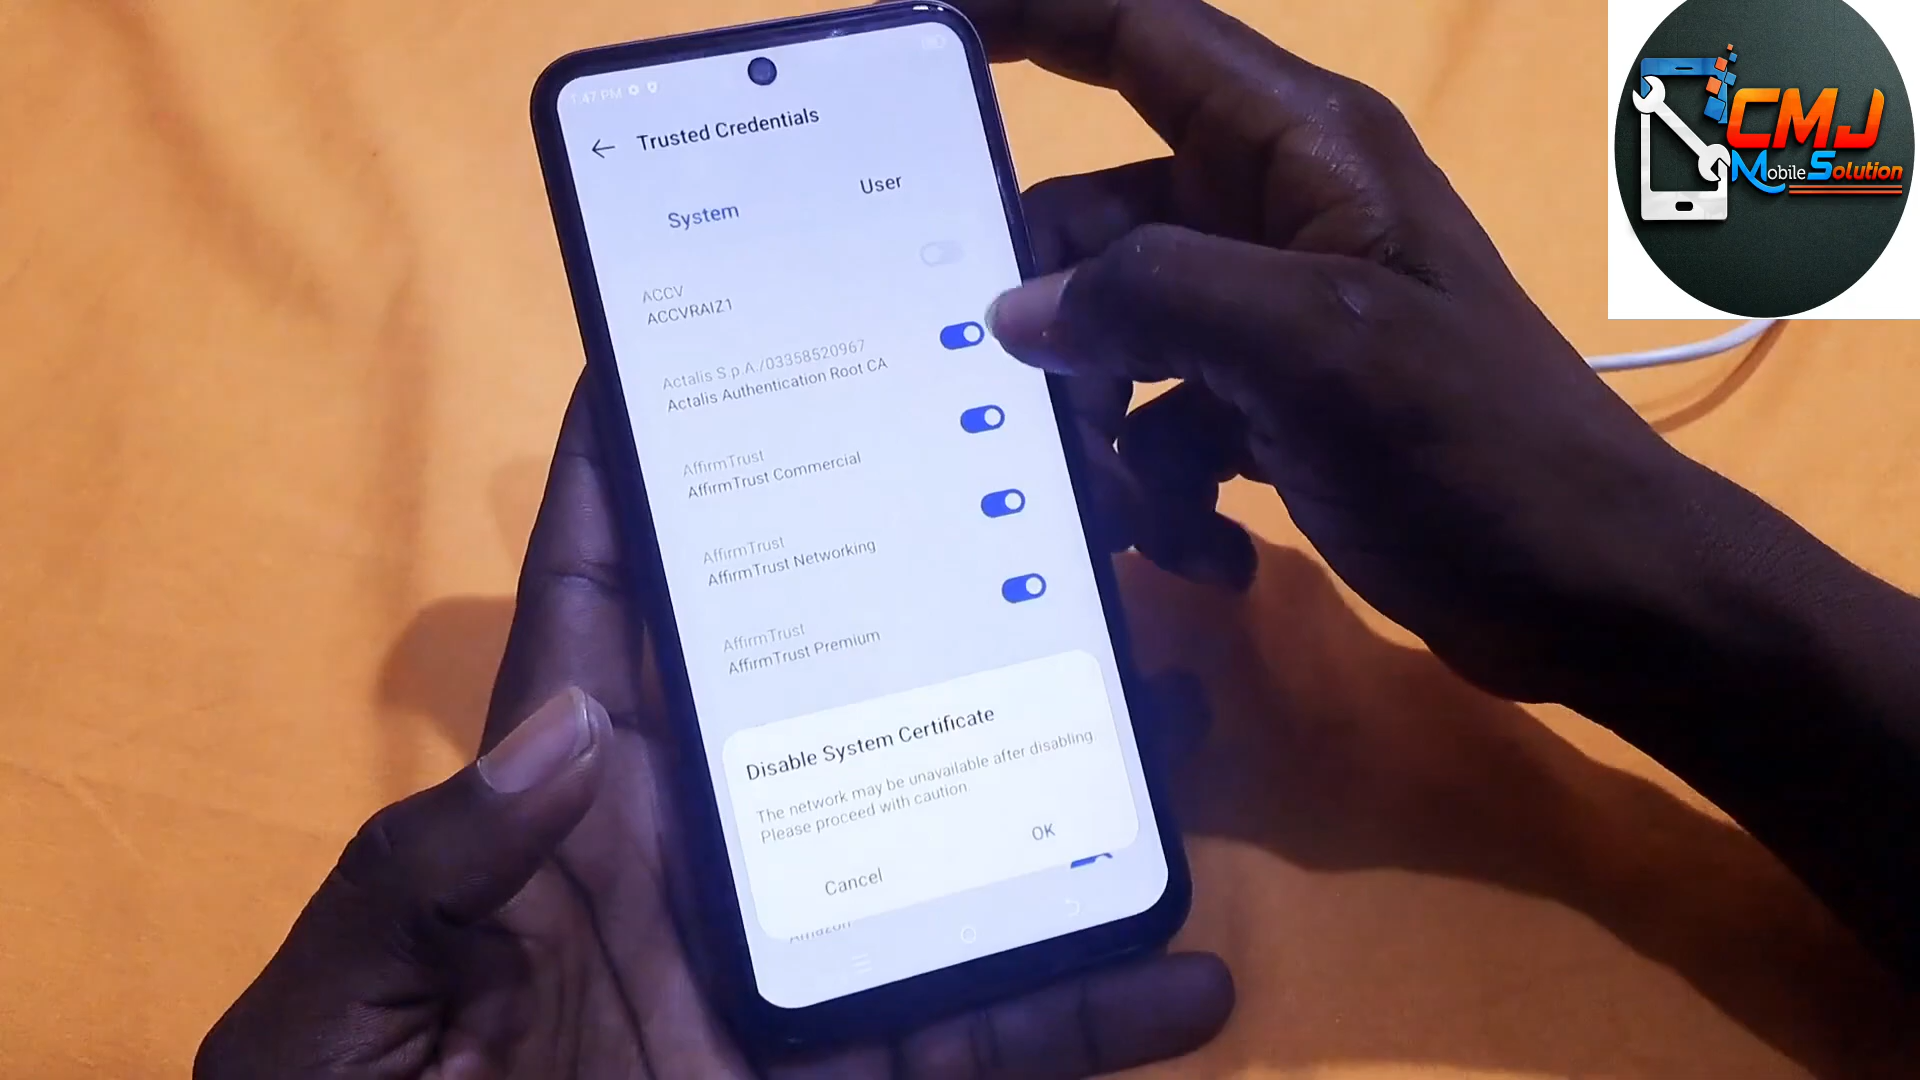 1:47 PM
Trusted Credentials
System
User
ACCV
ACCVRAIZ1
Actalis S.p.A./03358520967
Actalis Authentication Root CA
AffirmTrust
AffirmTrust Commercial
AffirmTrust
AffirmTrust Networking
AffirmTrust
AffirmTrust Premium
Disable System Certificate
The network may be unavailable after disabling.
Please proceed with caution
Cancel
OK
Amazon
CMJ
Mobile Solution